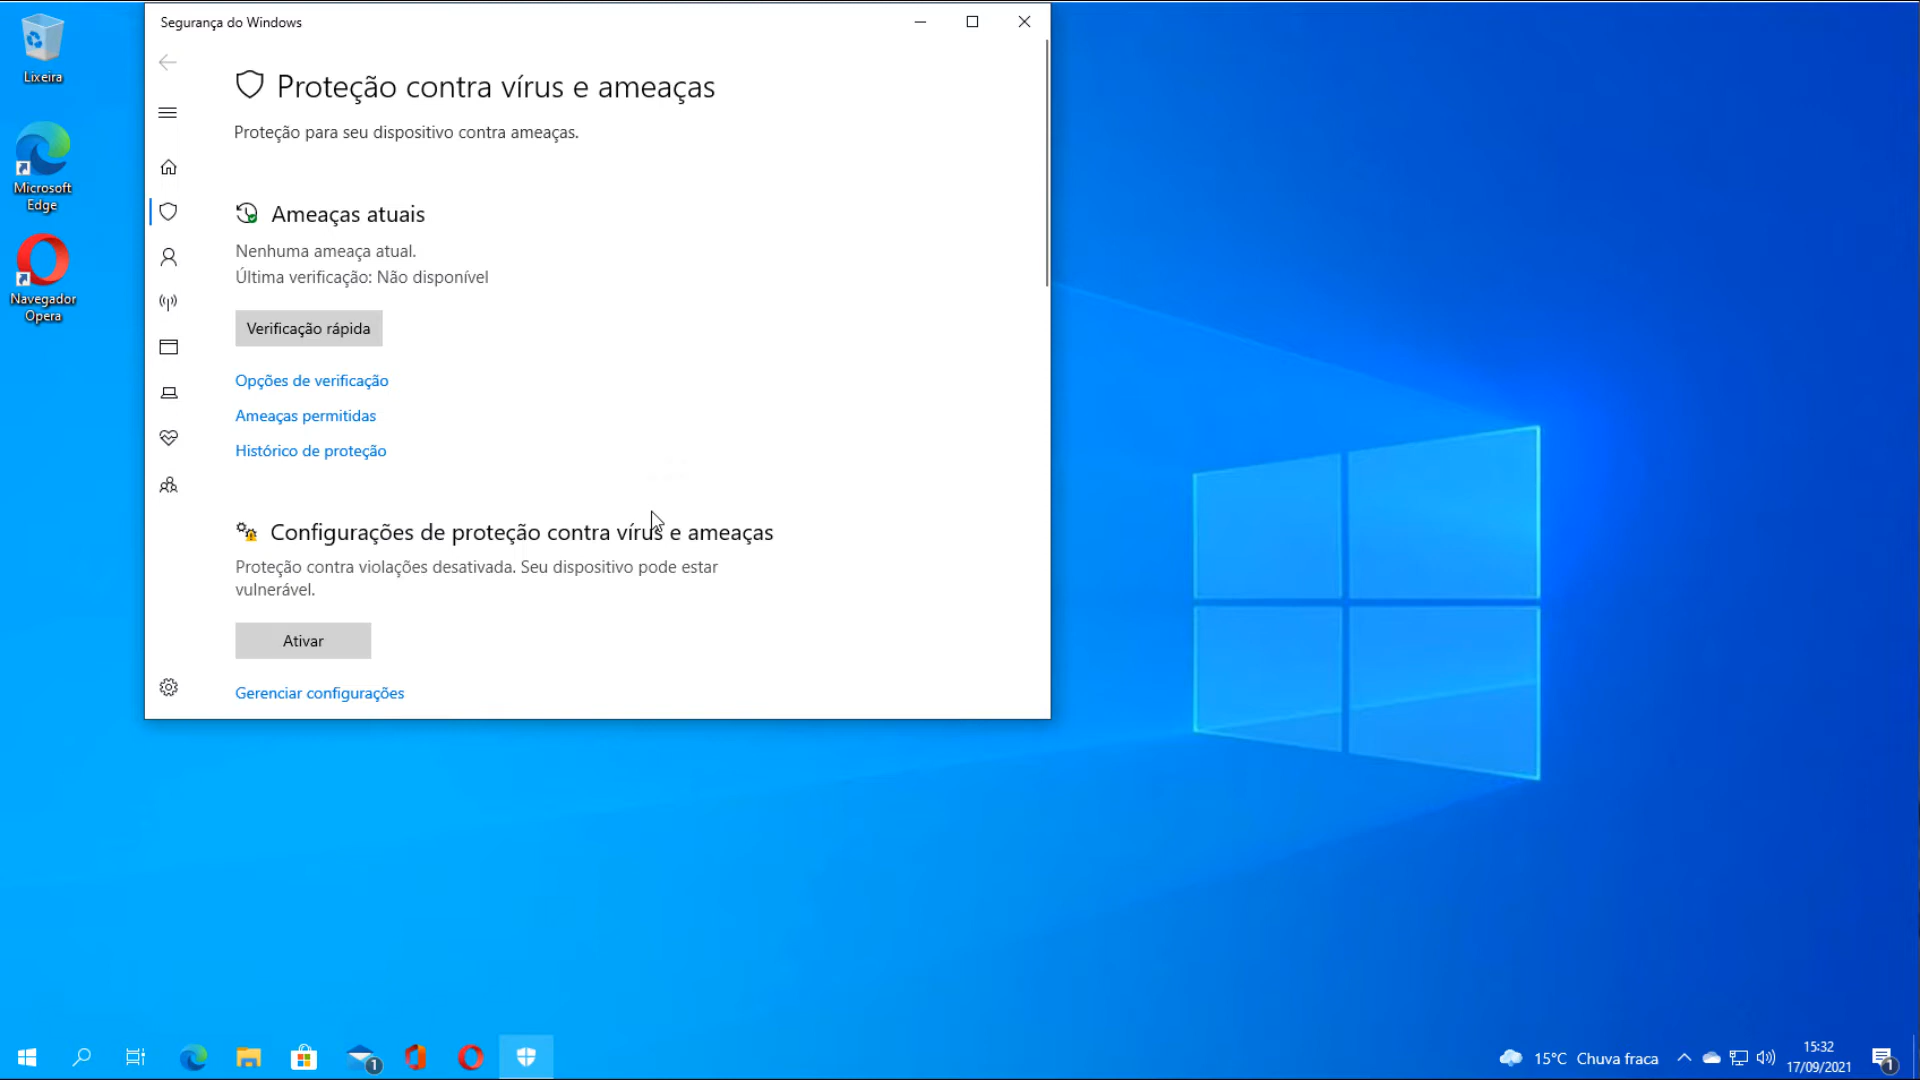 Lixeira
Microsoft
Edge
Navegador
Opera
Segurança do Windows
Proteção contra vírus e ameaças
Proteção para seu dispositivo contra ameaças.
Ameaças atuais
Nenhuma ameaça atual.
Última verificação: Não disponível
Verificação rápida
Opções de verificação
Ameaças permitidas
Histórico de proteção
Configurações de proteção contra vírus e ameaças
Proteção contra violações desativada. Seu dispositivo pode estar
vulnerável.
Ativar
Gerenciar configurações
1
15°C Chuva fraca
15:32
17/09/2021
1